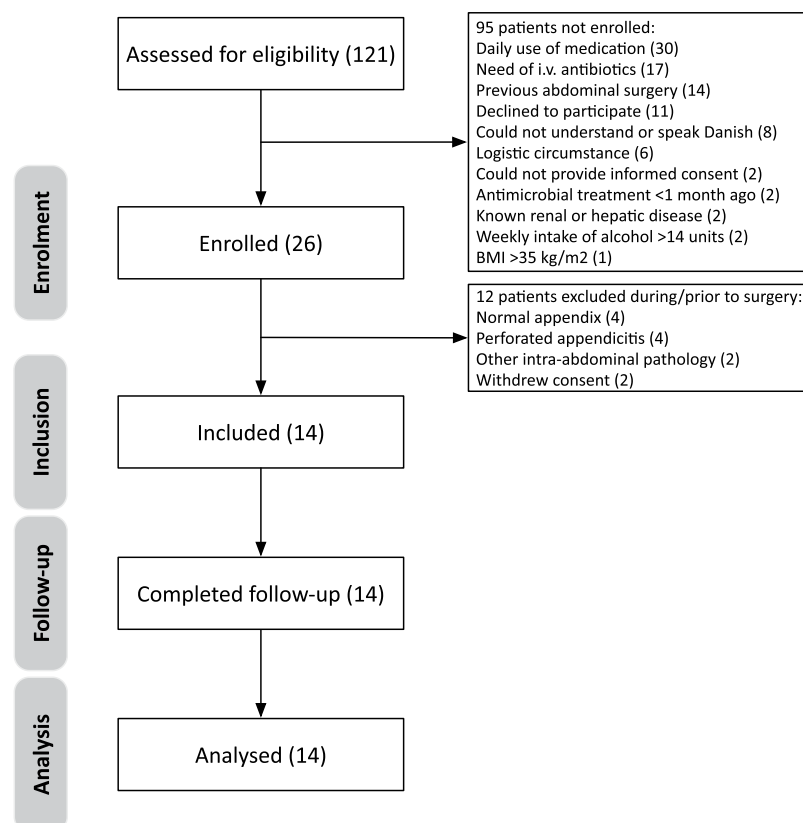 Assessed for eligibility (121)
95 patients not enrolled:
Daily use of medication (30)
Need of i.v. antibiotics (17)
Previous abdominal surgery (14)
Declined to participate (11)
Could not understand or speak Danish (8)
Logistic circumstance (6)
Could not provide informed consent (2)
Antimicrobial treatment <1 month ago (2)
Known renal or hepatic disease (2)
Weekly intake of alcohol >14 units (2)
BMI >35 kg/m2 (1)
Enrolment
Enrolled (26)
12 patients excluded during/prior to surgery:
Normal appendix (4)
Perforated appendicitis (4)
Other intra-abdominal pathology (2)
Withdrew consent (2)
Inclusion
Included (14)
Follow-up
Completed follow-up (14)
Analysis
Analysed (14)